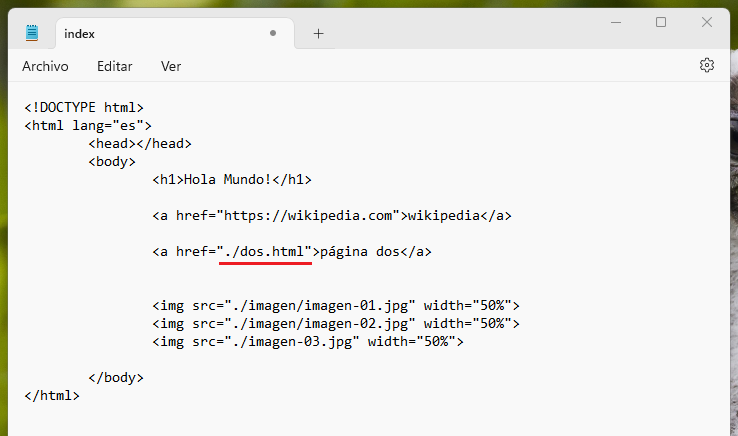 index
Archivo Editar Ver
<!DOCTYPE html>
<html lang="es">
<head></head>
<body>
<h1>Hola Mundo!</h1>
<a href="https://wikipedia.com">wikipedia</a>
<a href="./dos.html">página dos</a>
<img src="./imagen/imagen-01.jpg" width="50%">
<img src="./imagen/imagen-02.jpg" width="50%">
<img src="./imagen-03.jpg" width="50%">
</body>
</html>